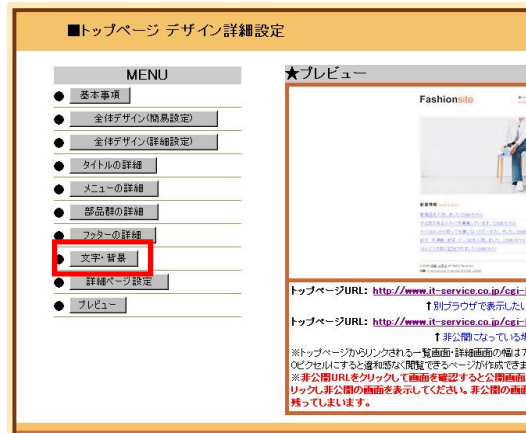 ■トップページ デザイン詳細設定
MENU
● 基本事項
● 全体デザイン(簡易設定)
● 全体デザイン(詳細設定)
● タイトルの詳細
● メニューの詳細
● 部品群の詳細
● フッターの詳細
● 文字・背景
● 詳細ページ設定
● プレビュー
★プレビュー
Fashionsite
トップページURL: http://www.it-service.co.jp/cgi-
↑別ブラウザで表示したい
トップページURL: http://www.it-service.co.jp/cgi-
↑非公開になっている
※トップページからリンクされる一覧画面・詳細画面の幅は7
0ピクセルにすると違和感なく閲覧できるページが作成できま
※非公開URLをクリックして画面を確認すると公開画面
リックし非公開の画面を表示してください。非公開の画面
残ってしまいます。